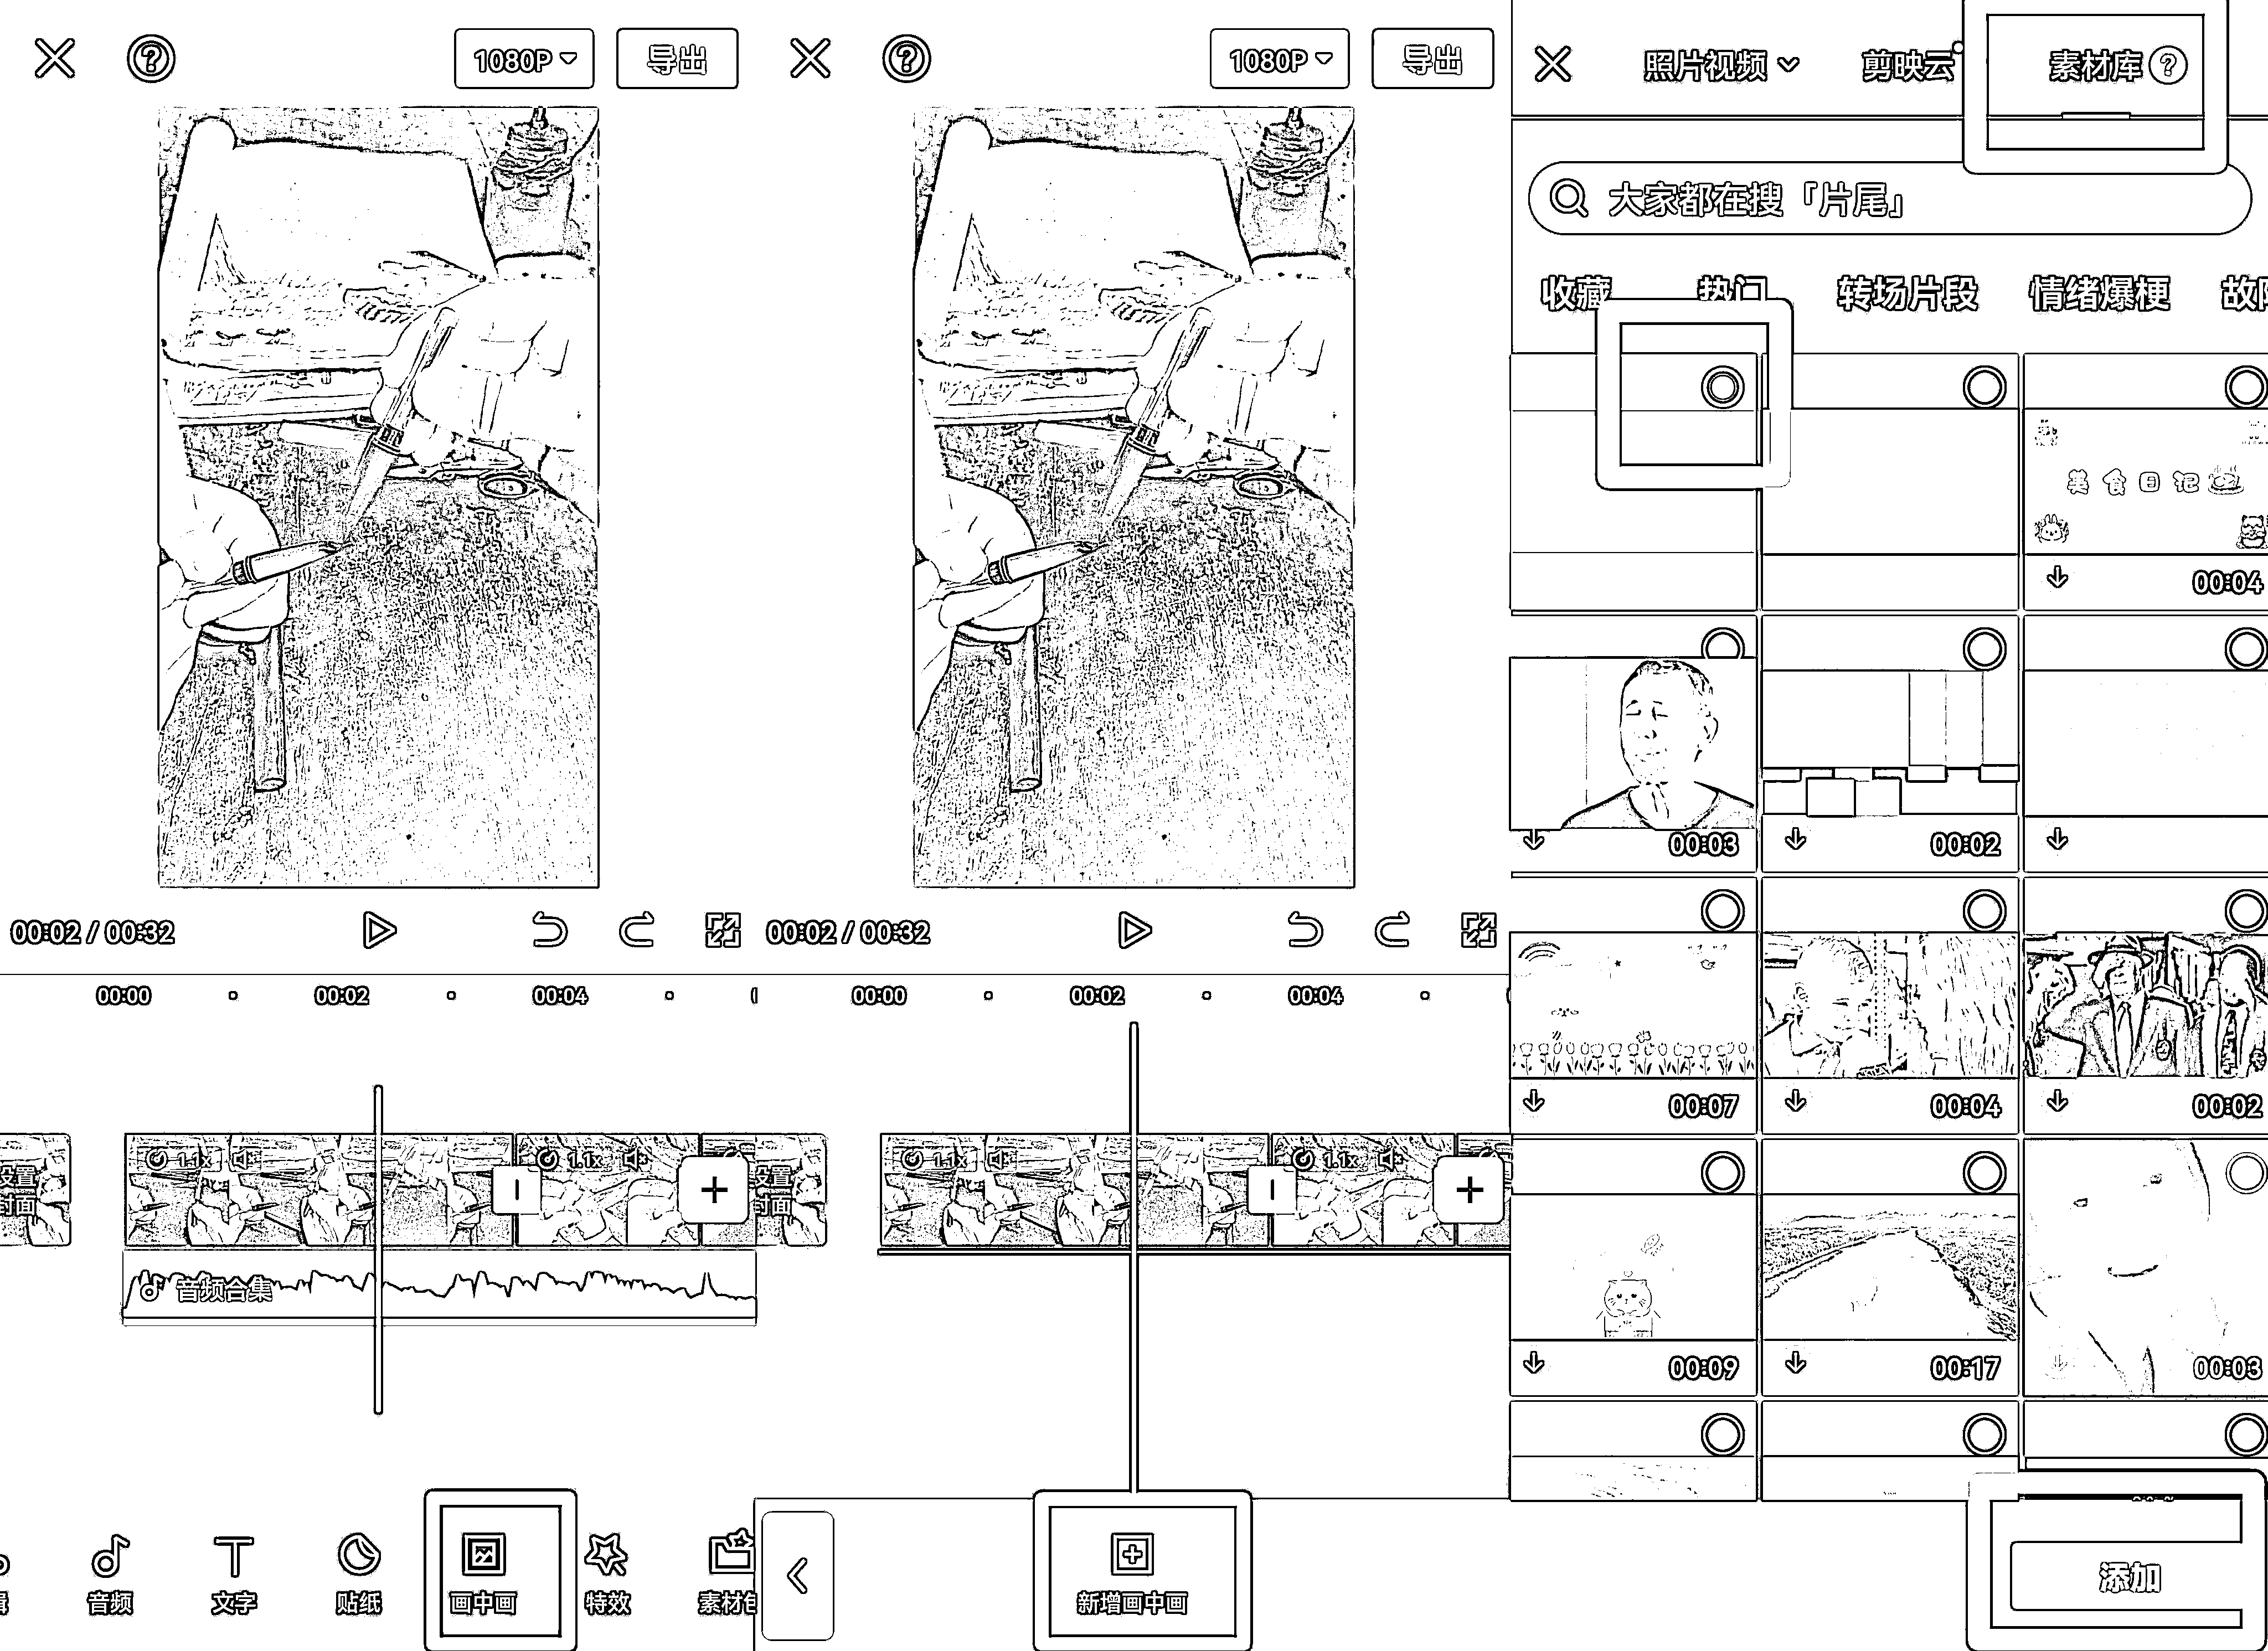 1080P 导出
00:02 / 00:32
00:00 00:02 00:04
1.1x 1.1x
设置
封面
音频合集
音频 文字 贴纸 画中画 特效 素材包
1080P 导出
00:02 / 00:32
00:00 00:02 00:04
设置
封面
1.1x 1.1x
新增画中画
照片视频 剪映云 素材库
大家都在搜「片尾」
收藏 热门 转场片段 情绪爆梗
美食日记
00:04
00:03 00:02
00:07 00:04 00:02
00:09 00:17 00:03
添加